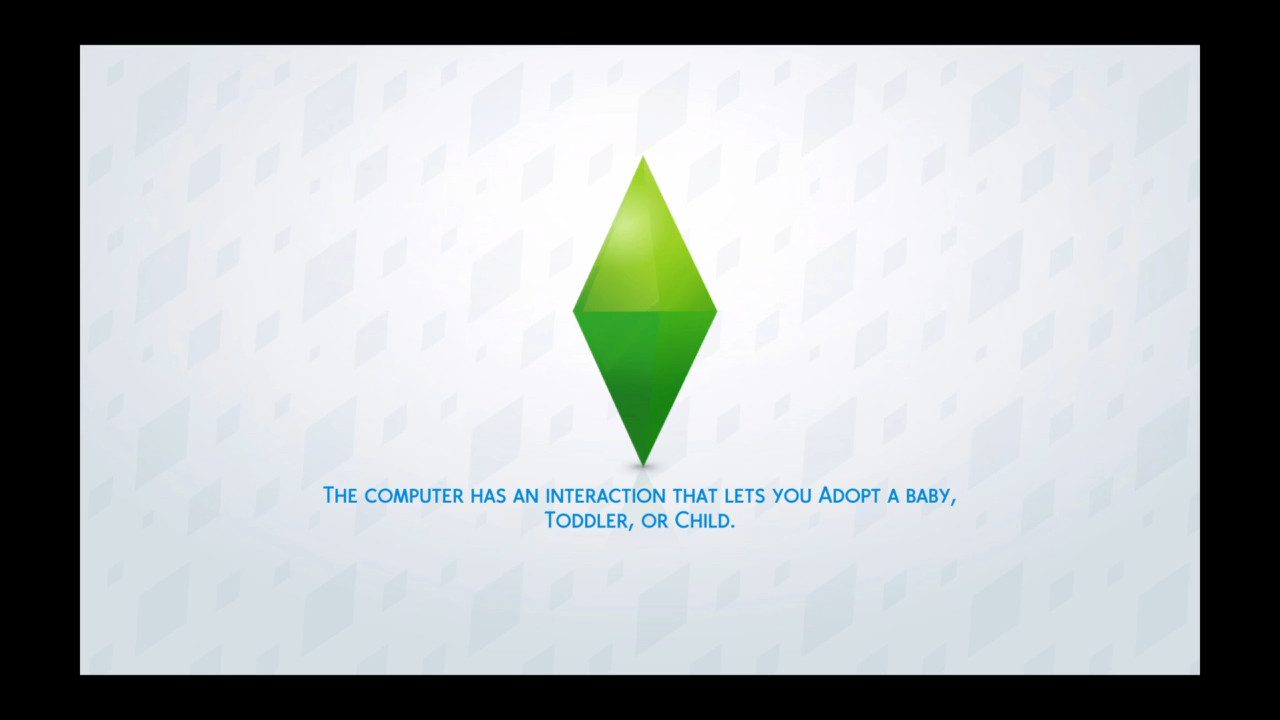 The computer has an interaction that lets you Adopt a baby,
Toddler, or Child.